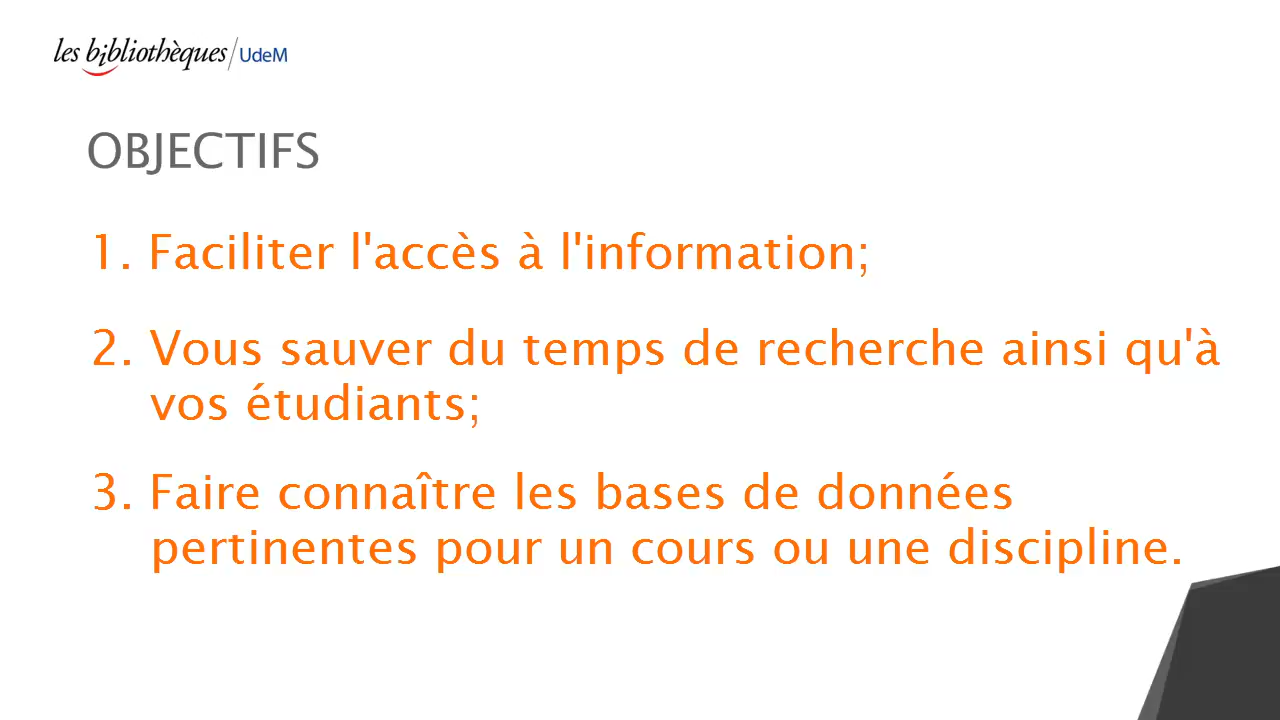 les bibliothèques/UdeM
OBJECTIFS
1. Faciliter l'accès à l'information;
2. Vous sauver du temps de recherche ainsi qu'à
vos étudiants;
3. Faire connaître les bases de données
pertinentes pour un cours ou une discipline.